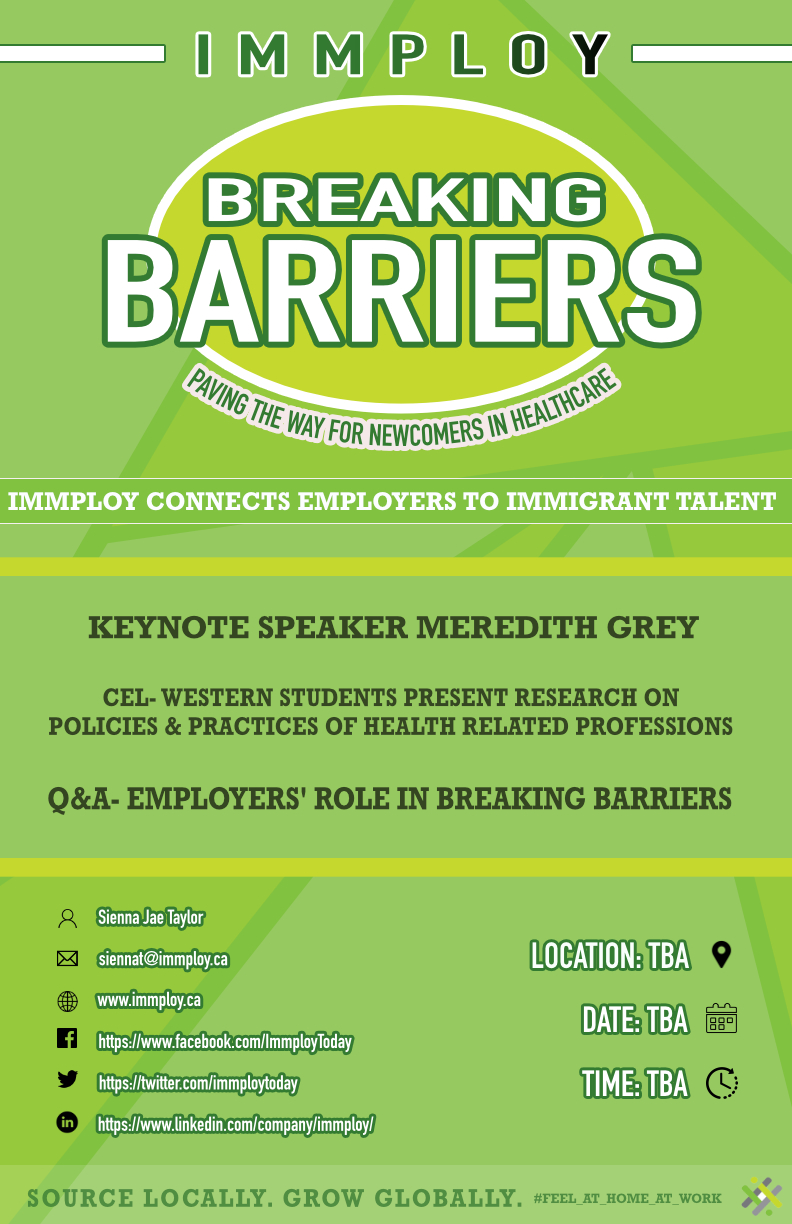 IMMPLOY
BREAKING
BARRIERS
PAVING THE WAY FOR NEWCOMERS IN HEALTHCARE
IMMPLOY CONNECTS EMPLOYERS TO IMMIGRANT TALENT
KEYNOTE SPEAKER MEREDITH GREY
CEL- WESTERN STUDENTS PRESENT RESEARCH ON
POLICIES & PRACTICES OF HEALTH RELATED PROFESSIONS
Q&A- EMPLOYERS' ROLE IN BREAKING BARRIERS
Sienna Jae Taylor
siennat@immploy.ca
www.immploy.ca
https://www.facebook.com/ImmployToday
https://twitter.com/immploytoday
https://www.linkedin.com/company/immploy/
LOCATION: TBA
DATE: TBA
TIME: TBA
SOURCE LOCALLY. GROW GLOBALLY. #FEEL_AT_HOME_AT_WORK